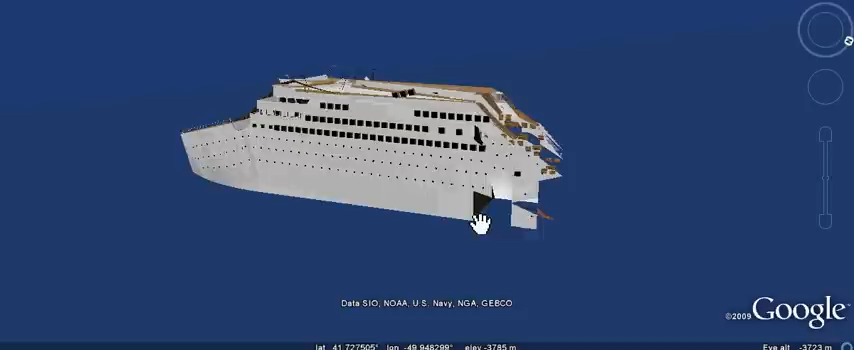 Data SIO, NOAA, U.S. Navy, NGA, GEBCO
©2009 Google
lat 41.727505° lon -49.948299° elev -3785 m
Eye alt -3723 m